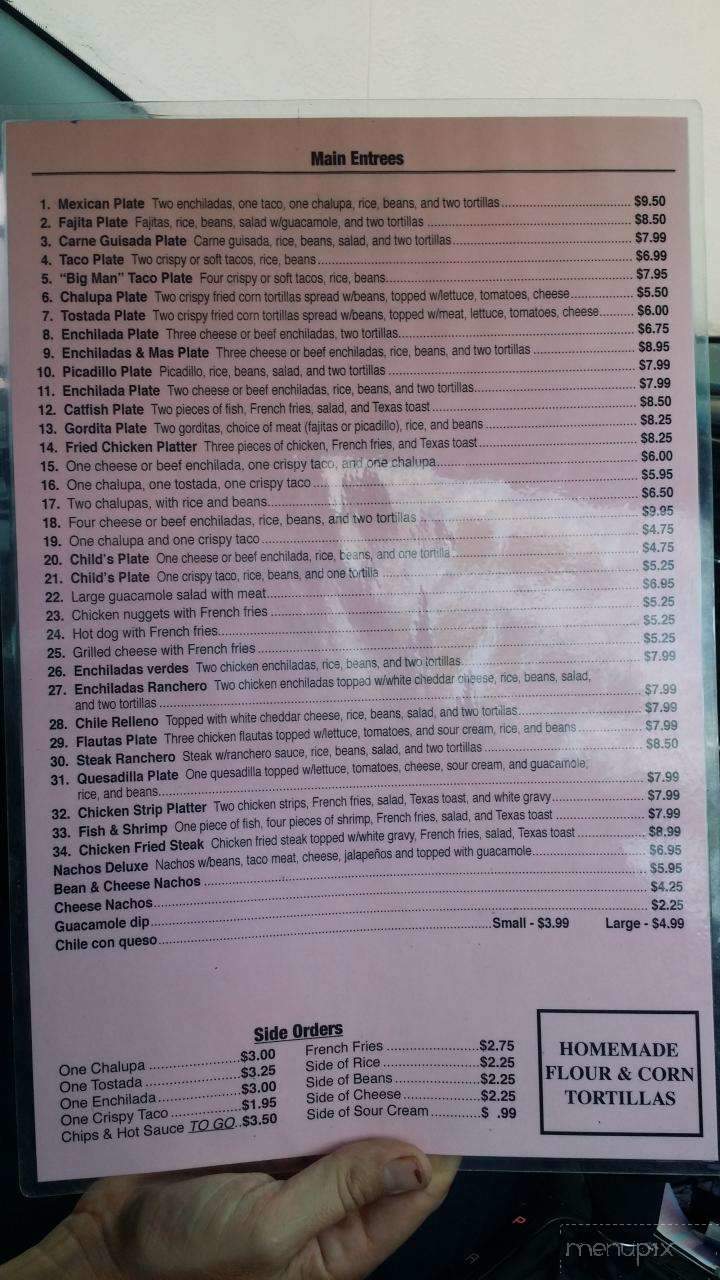 Main Entrees
1. Mexican Plate Two enchiladas, one taco, one chalupa, rice, beans, and two tortillas $9.50
2. Fajita Plate Fajitas, rice, beans, salad w/guacamole, and two tortillas $8.50
3. Carne Guisada Plate Carne guisada, rice, beans, salad, and two tortillas $7.99
4. Taco Plate Two crispy or soft tacos, rice, beans $6.99
5. “Big Man” Taco Plate Four crispy or soft tacos, rice, beans $7.95
6. Chalupa Plate Two crispy fried corn tortillas spread w/beans, topped w/lettuce, tomatoes, cheese $5.50
7. Tostada Plate Two crispy fried corn tortillas spread w/beans, topped w/meat, lettuce, tomatoes, cheese $6.00
8. Enchilada Plate Three cheese or beef enchiladas, two tortillas $6.75
9. Enchiladas & Mas Plate Three cheese or beef enchiladas, rice, beans, and two tortillas $8.95
10. Picadillo Plate Picadillo, rice, beans, salad, and two tortillas $7.99
11. Enchilada Plate Two cheese or beef enchiladas, rice, beans, and two tortillas $7.99
12. Catfish Plate Two pieces of fish, French fries, salad, and Texas toast $8.50
13. Gordita Plate Two gorditas, choice of meat (fajitas or picadillo), rice, and beans $8.25
14. Fried Chicken Platter Three pieces of chicken, French fries, and Texas toast $8.25
15. One cheese or beef enchilada, one crispy taco, and one chalupa $6.00
16. One chalupa, one tostada, one crispy taco $5.95
17. Two chalupas, with rice and beans $6.50
18. Four cheese or beef enchiladas, rice, beans, and two tortillas $9.95
19. One chalupa and one crispy taco $4.75
20. Child's Plate One cheese or beef enchilada, rice, beans, and one tortilla $4.75
21. Child's Plate One crispy taco, rice, beans, and one tortilla $5.25
22. Large guacamole salad with meat $6.95
23. Chicken nuggets with French fries $5.25
24. Hot dog with French fries $5.25
25. Grilled cheese with French fries $5.25
26. Enchiladas verdes Two chicken enchiladas, rice, beans, and two tortillas $7.99
27. Enchiladas Ranchero Two chicken enchiladas topped w/white cheddar cheese, rice, beans, salad,
and two tortillas $7.99
28. Chile Relleno Topped with white cheddar cheese, rice, beans, salad, and two tortillas $7.99
29. Flautas Plate Three chicken flautas topped w/lettuce, tomatoes, and sour cream, rice, and beans $7.99
30. Steak Ranchero Steak w/ranchero sauce, rice, beans, salad, and two tortillas $8.50
31. Quesadilla Plate One quesadilla topped w/lettuce, tomatoes, cheese, sour cream, and guacamole,
rice, and beans $7.99
32. Chicken Strip Platter Two chicken strips, French fries, salad, Texas toast, and white gravy $7.99
33. Fish & Shrimp One piece of fish, four pieces of shrimp, French fries, salad, and Texas toast $7.99
34. Chicken Fried Steak Chicken fried steak topped w/white gravy, French fries, salad, Texas toast $8.99
Nachos Deluxe Nachos w/beans, taco meat, cheese, jalapeños and topped with guacamole $6.95
Bean & Cheese Nachos $5.95
Cheese Nachos $4.25
Guacamole dip $2.25
Chile con queso Small - $3.99 Large - $4.99
Side Orders
One Chalupa $3.00
One Tostada $3.25
One Enchilada $3.00
One Crispy Taco $1.95
Chips & Hot Sauce TO GO $3.50
French Fries $2.75
Side of Rice $2.25
Side of Beans $2.25
Side of Cheese $2.25
Side of Sour Cream $ .99
HOMEMADE
FLOUR & CORN
TORTILLAS
menupix